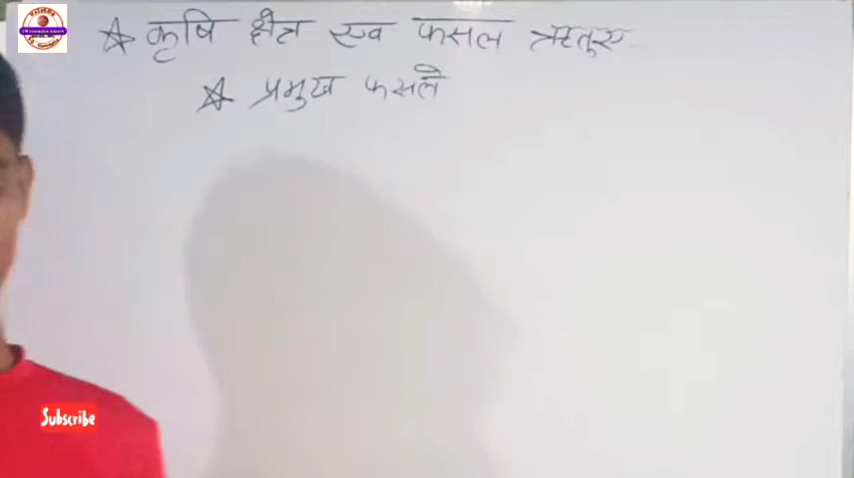 ☆ कृषि क्षेत्र एव फसल ऋतुए
☆ प्रमुख फसले
Subscribe